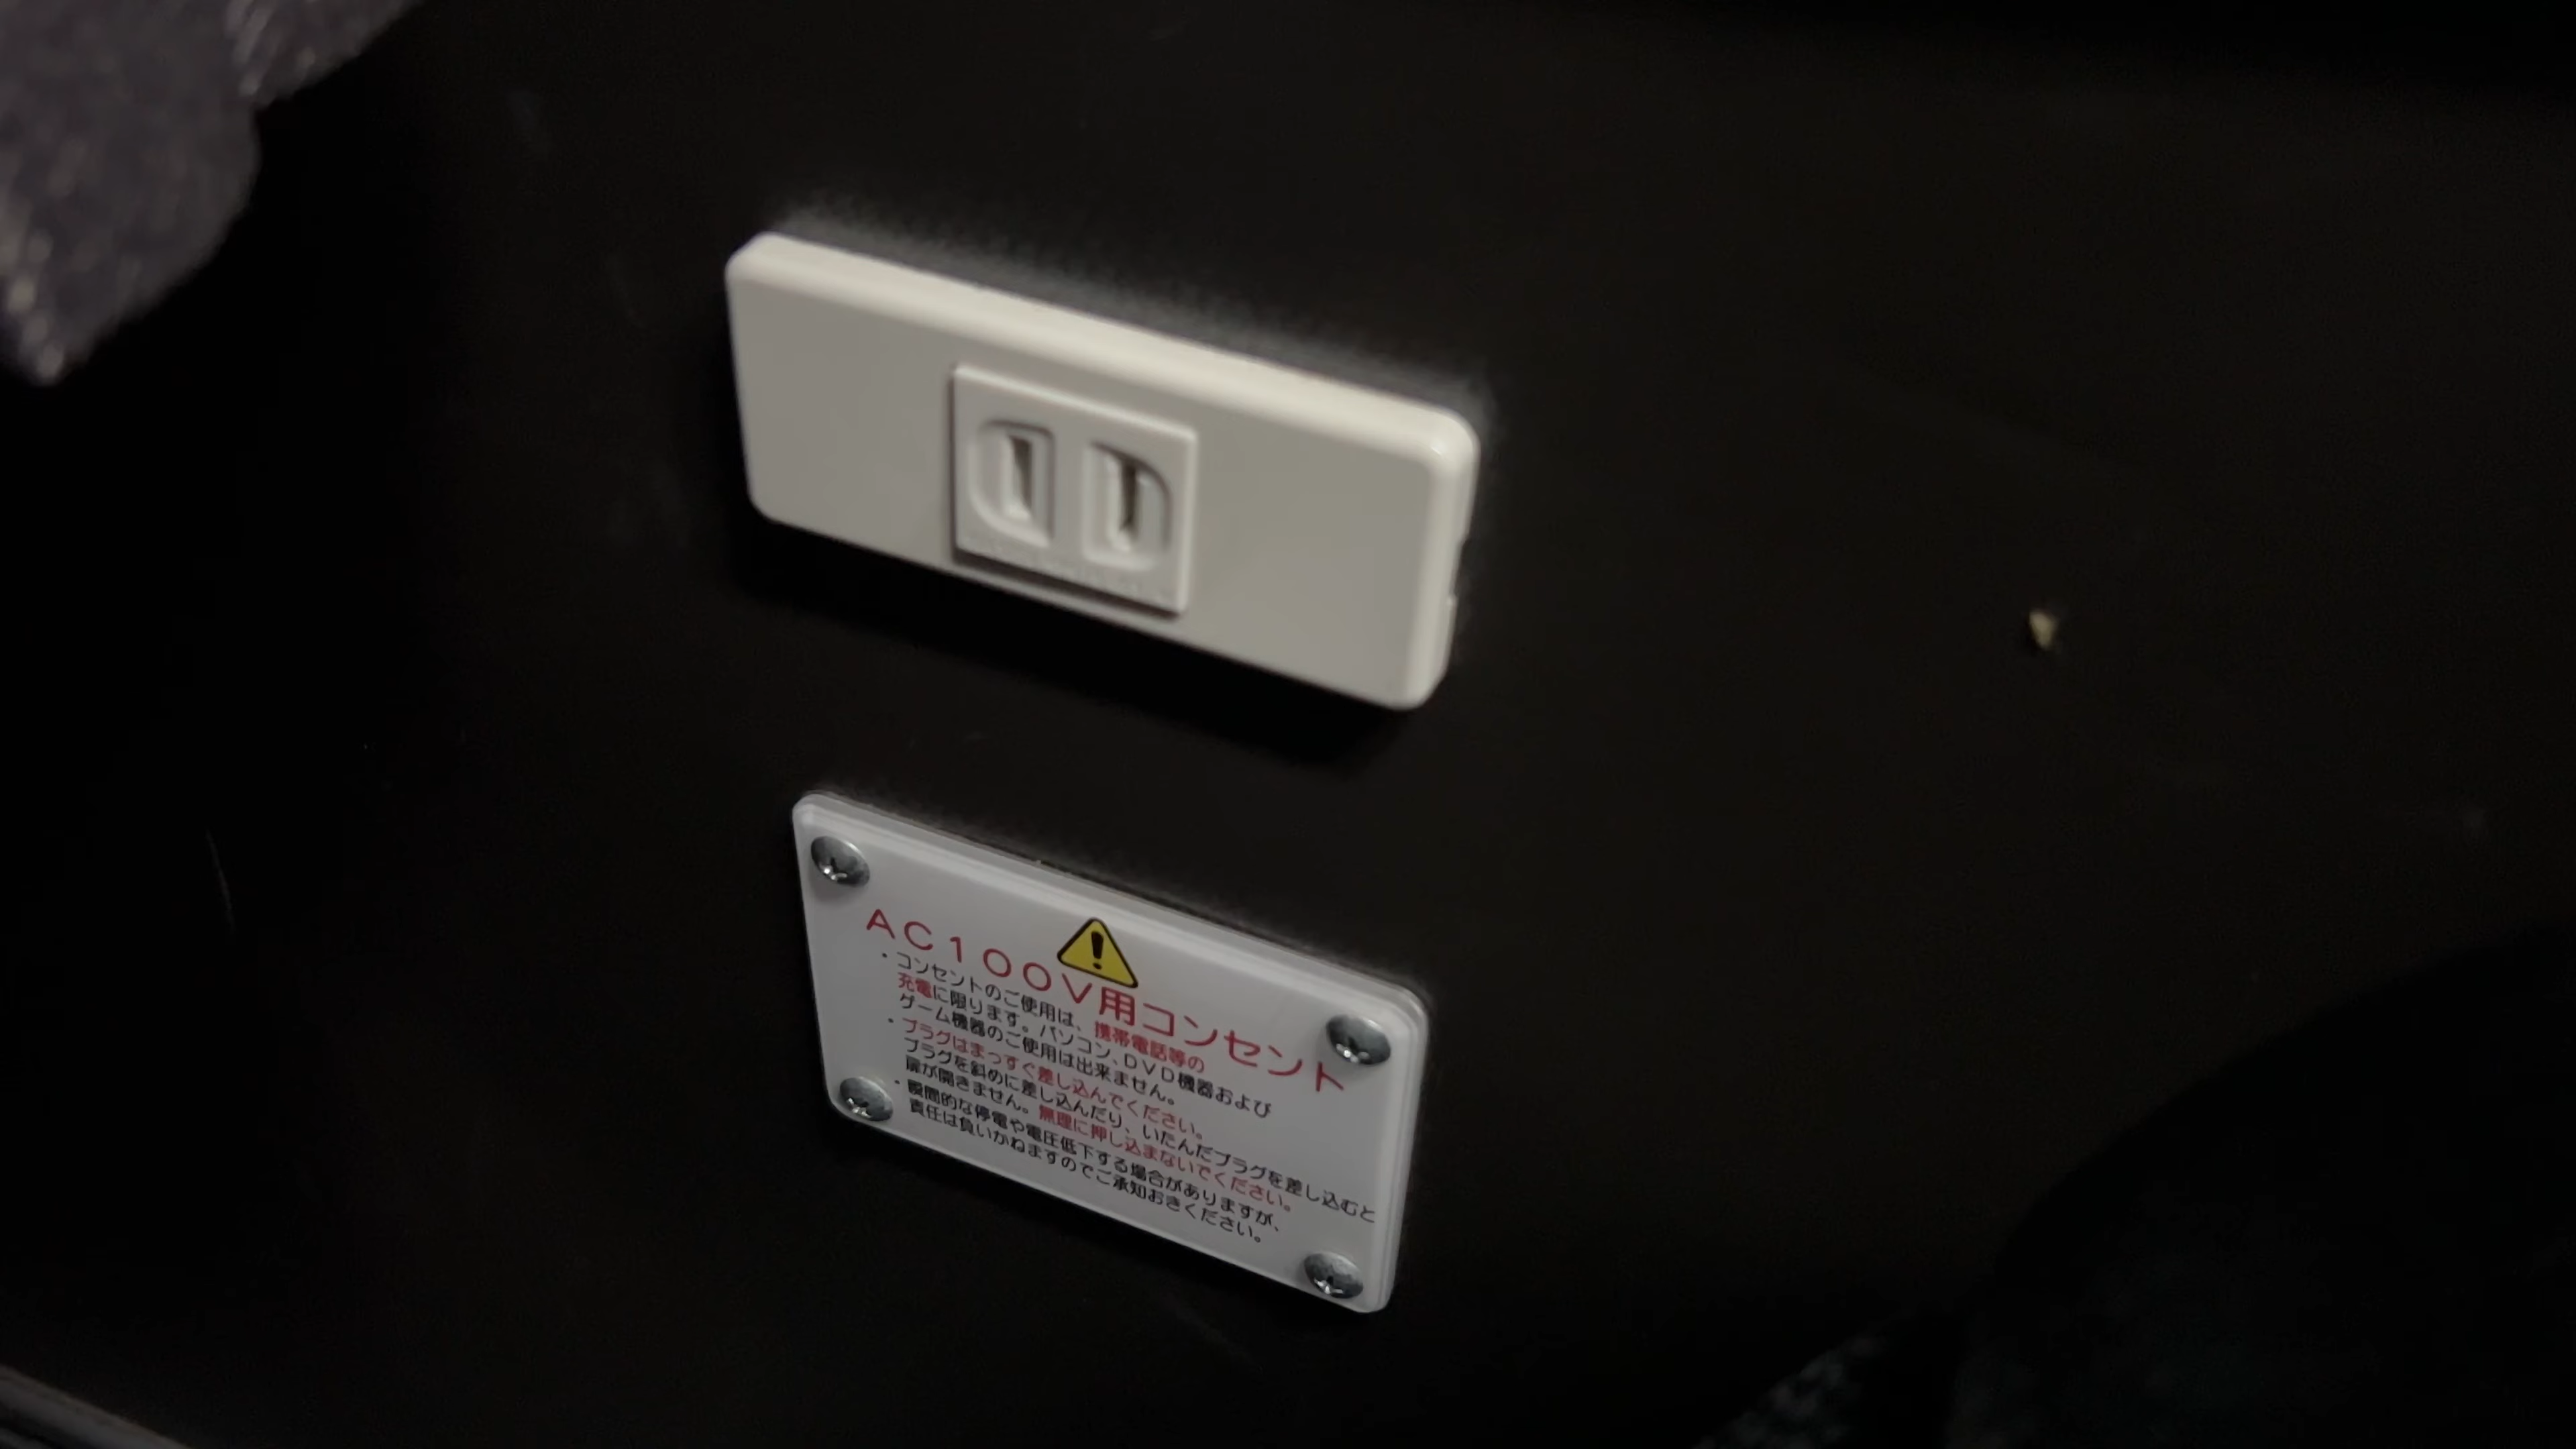 AC100V用コンセント
・コンセントのご使用は、携帯電話等の
充電に限ります。パソコン、DVD機器および
ゲーム機器のご使用は出来ません。
・プラグはまっすぐ差し込んでください。
プラグを斜めに差し込んだり、いたんだプラグを差し込むと
扉が開きません。無理に押し込まないでください。
・瞬間的な停電や電圧低下する場合がありますが、
責任は負いかねますのでご承知おきください。